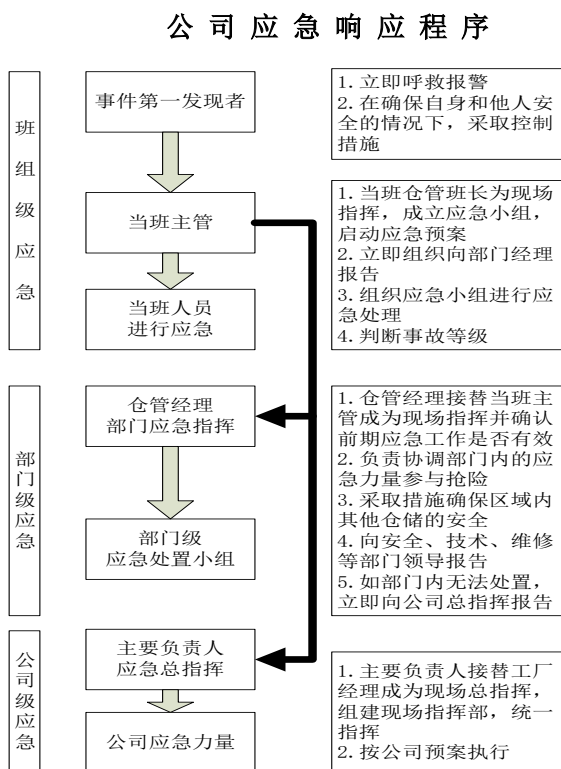 公司应急响应程序
班组级应急
事件第一发现者
1.立即呼救报警
2.在确保自身和他人安
全的情况下，采取控制
措施
当班主管
1.当班仓管班长为现场
指挥，成立应急小组，
启动应急预案
2.立即组织向部门经理
报告
3.组织应急小组进行应
急处理
4.判断事故等级
当班人员
进行应急
部门级应急
仓管经理
部门应急指挥
1.仓管经理接替当班主
管成为现场指挥并确认
前期应急工作是否有效
2.负责协调部门内的应
急力量参与抢险
3.采取措施确保区域内
其他仓储的安全
4.向安全、技术、维修
等部门领导报告
5.如部门内无法处置，
立即向公司总指挥报告
部门级
应急处置小组
公司级应急
主要负责人
应急总指挥
1.主要负责人接替工厂
经理成为现场总指挥，
组建现场指挥部，统一
指挥
2.按公司预案执行
公司应急力量